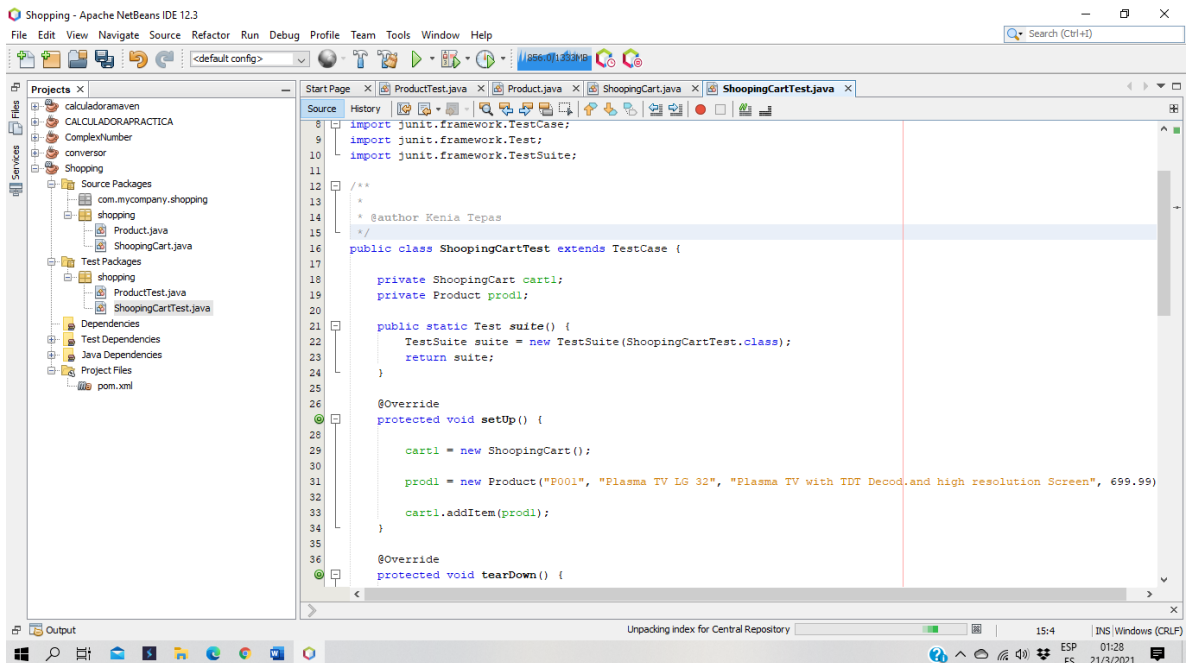 Shopping - Apache NetBeans IDE 12.3
File Edit View Navigate Source Refactor Run Debug Profile Team Tools Window Help
Search (Ctrl+I)
<default config>
856.0/1333MB
Projects
Start Page
ProductTest.java
Product.java
ShoopingCart.java
ShoopingCartTest.java
Files
Services
calculadoramaven
CALCULADORAPRACTICA
ComplexNumber
conversor
Shopping
Source Packages
com.mycompany.shopping
shopping
Product.java
ShoopingCart.java
Test Packages
shopping
ProductTest.java
ShoopingCartTest.java
Dependencies
Test Dependencies
Java Dependencies
Project Files
pom.xml
Source History
8 import junit.framework.TestCase;
9 import junit.framework.Test;
10 import junit.framework.TestSuite;
11
12 /**
13 *
14 * @author Kenia Tepas
15 */
16 public class ShoopingCartTest extends TestCase {
17
18 private ShoopingCart cart1;
19 private Product prod1;
20
21 public static Test suite() {
22 TestSuite suite = new TestSuite(ShoopingCartTest.class);
23 return suite;
24 }
25
26 @Override
protected void setUp() {
28
29 cart1 = new ShoopingCart();
30
31 prod1 = new Product("P001", "Plasma TV LG 32", "Plasma TV with TDT Decod.and high resolution Screen", 699.99)
32
33 cart1.addItem(prod1);
34 }
35
36 @Override
protected void tearDown() {
Output
Unpacking index for Central Repository
15:4
INS
Windows (CRLF)
ESP
ES
01:28
21/3/2021